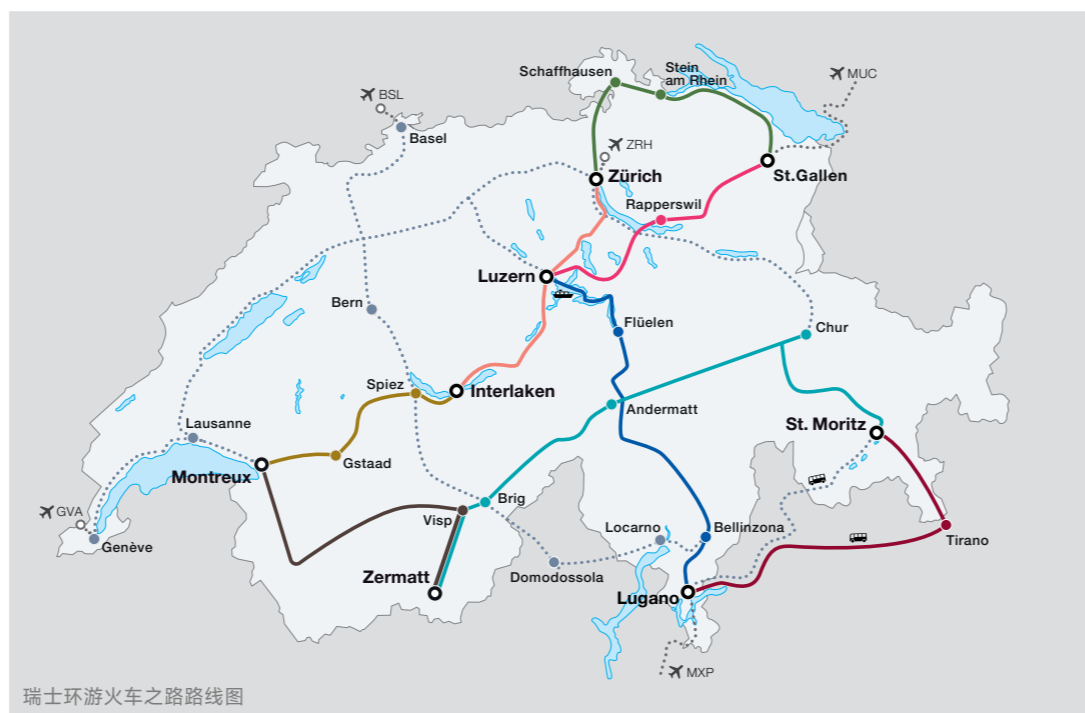 Schaffhausen
Stein
am Rhein
MUC
BSL
Basel
ZRH
Zürich
St.Gallen
Rapperswil
Luzern
Bern
Flüelen
Chur
Spiez
Interlaken
Andermatt
Lausanne
St. Moritz
Gstaad
Montreux
Brig
GVA
Visp
Locarno
Bellinzona
Tirano
Genève
Domodossola
Zermatt
Lugano
MXP
瑞士环游火车之路路线图